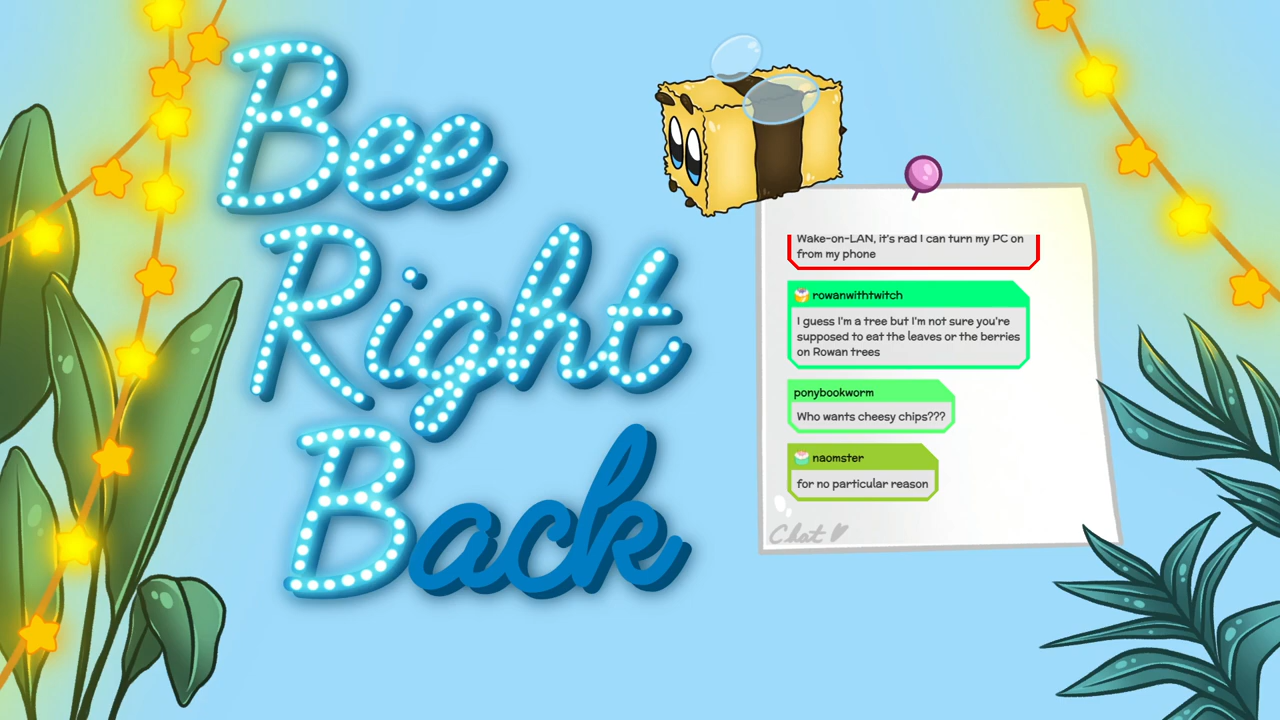 Bee
Right
Back
Wake-on-LAN, it's rad I can turn my PC on
from my phone
rowanwithtwitch
I guess I'm a tree but I'm not sure you're
supposed to eat the leaves or the berries
on Rowan trees
ponybookworm
Who wants cheesy chips???
naomster
for no particular reason
Chat